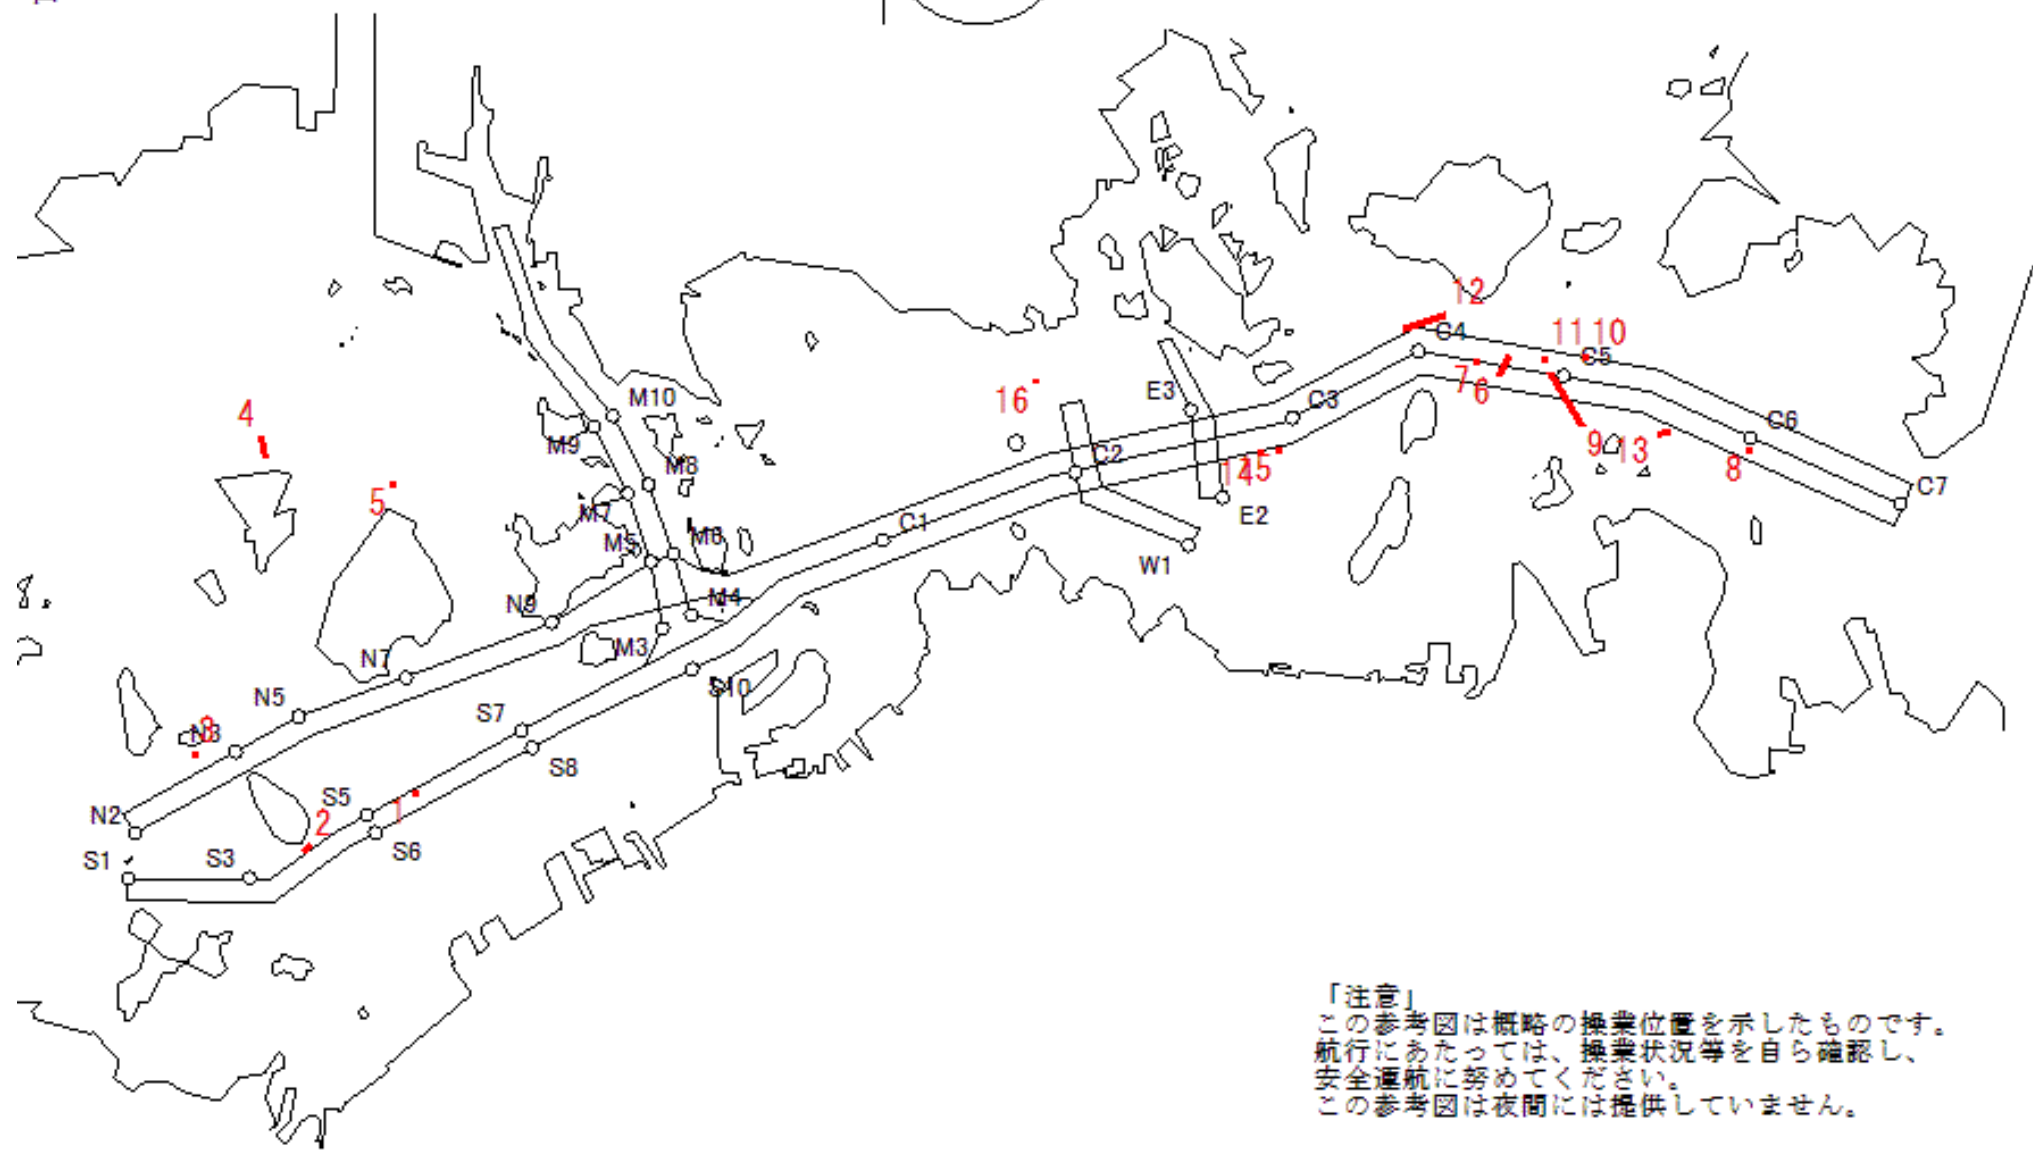 12
C4
11 10
C5
7
6
M10
E3
16
C3
4
C6
M9
M8
C2
9
13
14
15
8
5
C7
M7
E2
C1
M6
M5
W1
N9
M4
M3
N7
S10
N5
S7
N3
3
S8
S5
1
N2
2
S6
S1
S3
「注意」
この参考図は概略の操業位置を示したものです。
航行にあたっては、操業状況等を自ら確認し、
安全運航に努めてください。
この参考図は夜間には提供していません。